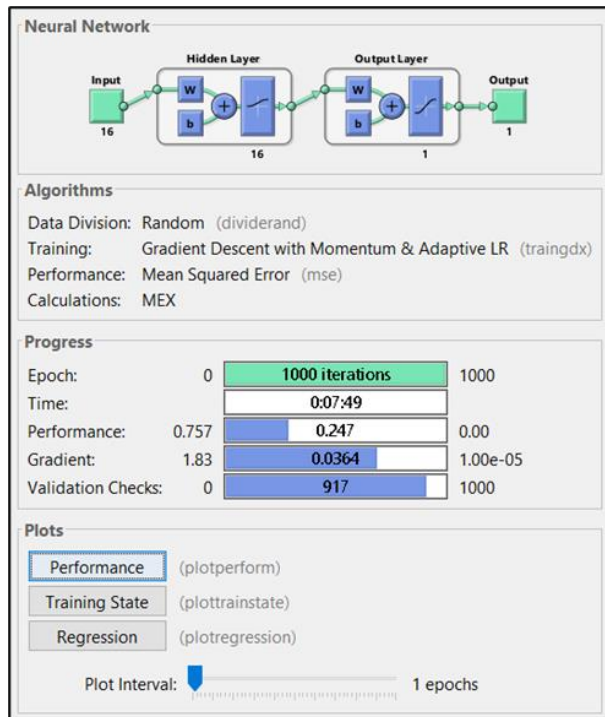 Neural Network
Hidden Layer Output Layer
Input Output
W W
b b
16 1
16 1
Algorithms
Data Division: Random (dividerand)
Training: Gradient Descent with Momentum & Adaptive LR (traingdx)
Performance: Mean Squared Error (mse)
Calculations: MEX
Progress
Epoch: 0 1000 iterations 1000
Time: 0:07:49
Performance: 0.757 0.247 0.00
Gradient: 1.83 0.0364 1.00e-05
Validation Checks: 0 917 1000
Plots
Performance (plotperform)
Training State (plottrainstate)
Regression (plotregression)
Plot Interval: 1 epochs